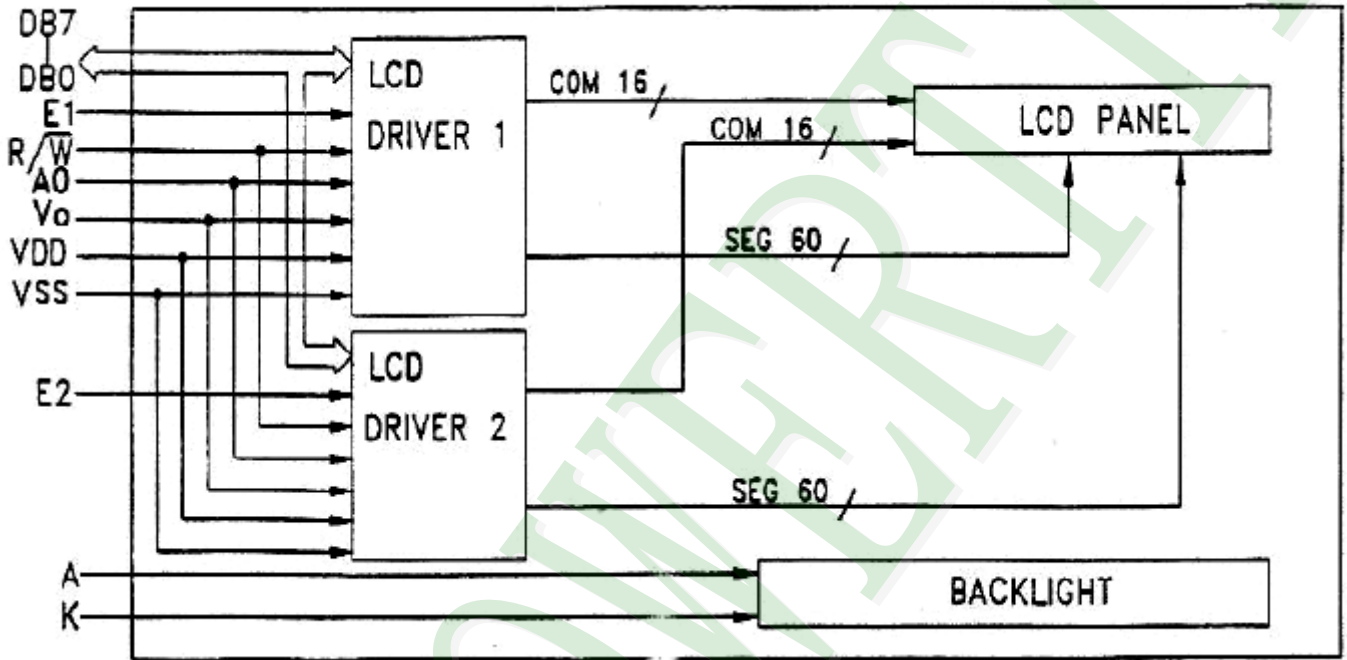 DB7
DB0
E1
R/W
A0
Vo
VDD
VSS
E2
A
K
LCD
DRIVER 1
LCD
DRIVER 2
COM 16
COM 16
SEG 60
SEG 60
LCD PANEL
BACKLIGHT